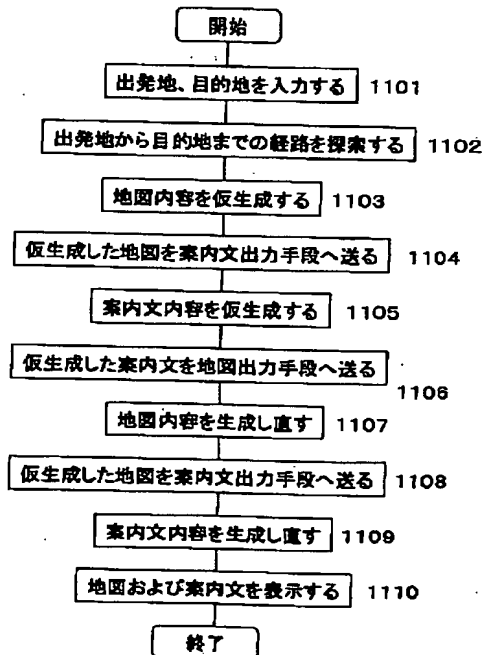 開始
出発地、目的地を入力する 1101
出発地から目的地までの経路を探索する 1102
地図内容を仮生成する 1103
仮生成した地図を案内文出力手段へ送る 1104
案内文内容を仮生成する 1105
仮生成した案内文を地図出力手段へ送る
1106
地図内容を生成し直す 1107
仮生成した地図を案内文出力手段へ送る 1108
案内文内容を生成し直す 1109
地図および案内文を表示する 1110
終了